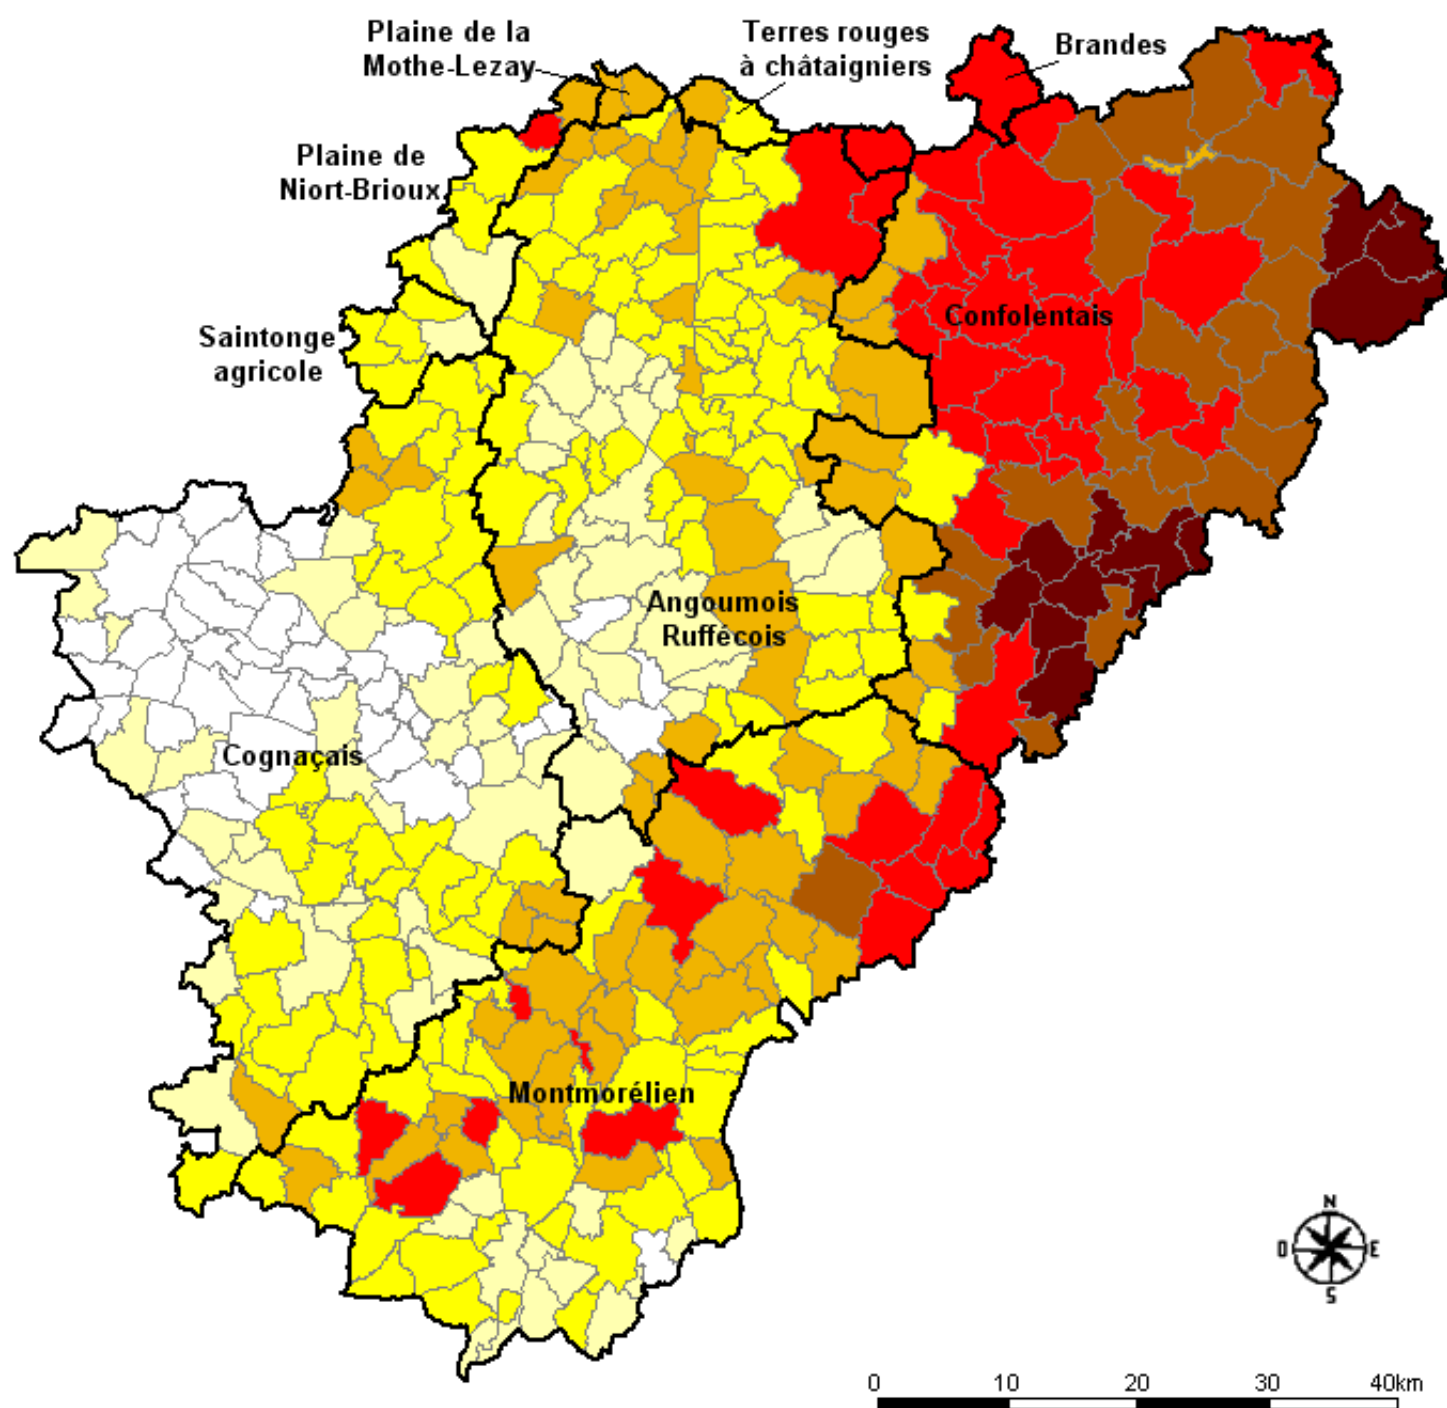 Plaine de la
Mothe-Lezay
Terres rouges
à châtaigniers
Brandes
Plaine de
Niort-Brioux
Saintonge
agricole
Confolentais
Angoumois
Ruffécois
Cognaçais
Montmorélien
N
O
E
S
0
10
20
30
40km